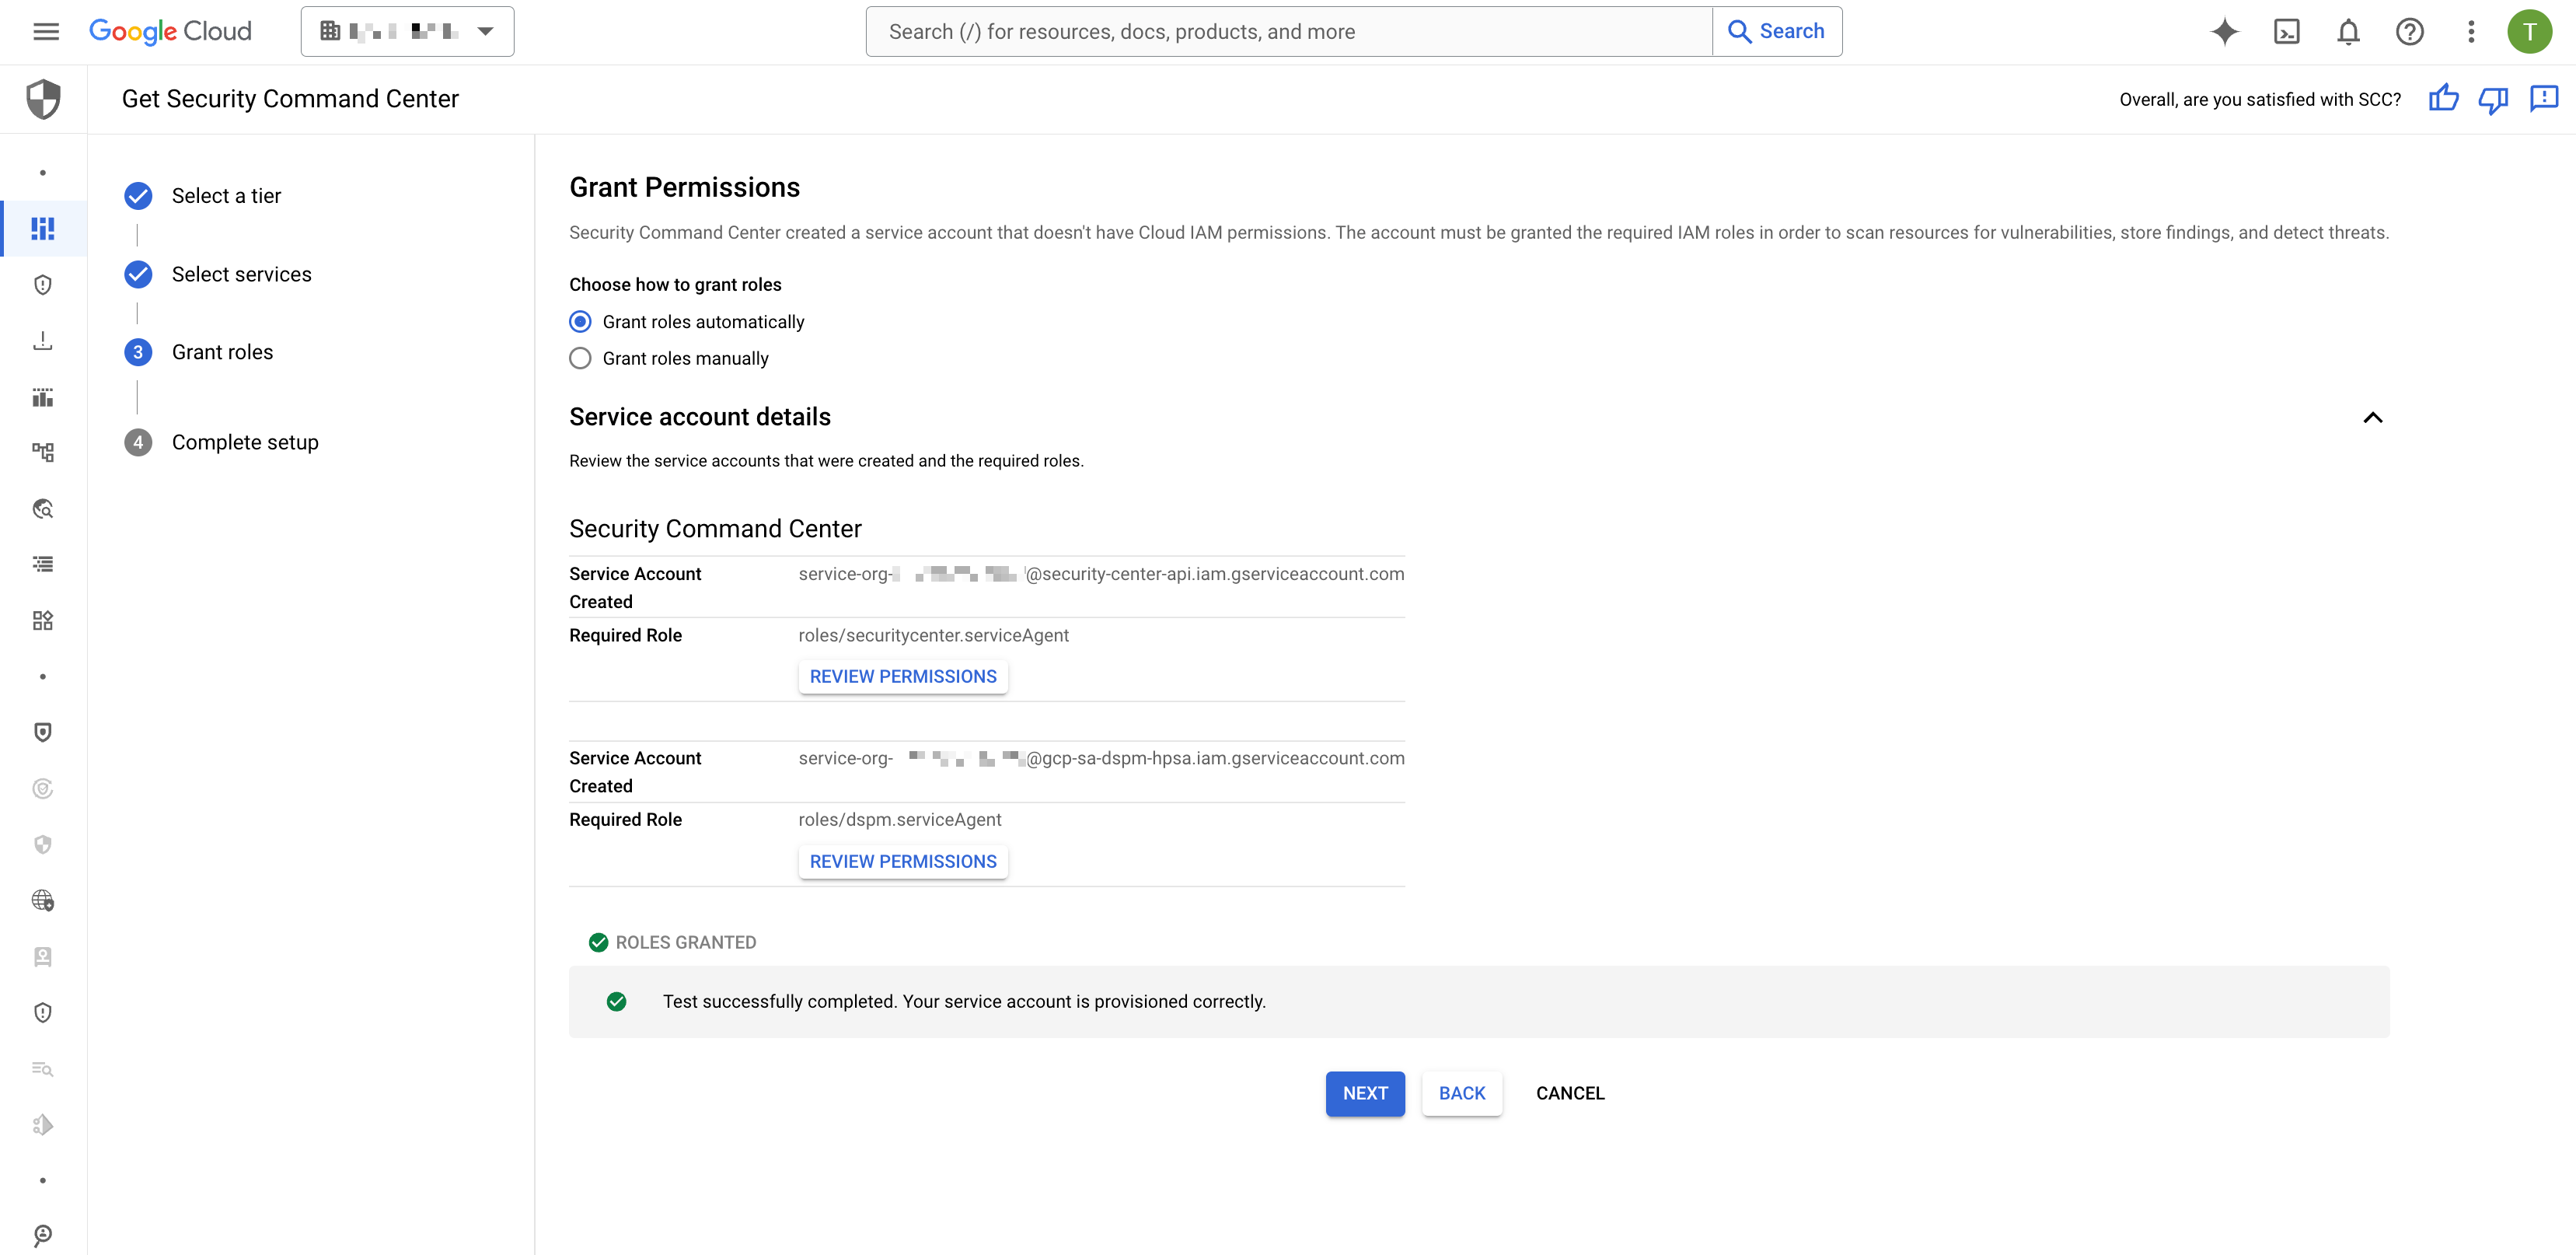 Google Cloud
Search (/) for resources, docs, products, and more
Search
T
Get Security Command Center
Overall, are you satisfied with SCC?
Select a tier
Select services
3 Grant roles
4 Complete setup
Grant Permissions
Security Command Center created a service account that doesn't have Cloud IAM permissions. The account must be granted the required IAM roles in order to scan resources for vulnerabilities, store findings, and detect threats.
Choose how to grant roles
Grant roles automatically
Grant roles manually
Service account details
Review the service accounts that were created and the required roles.
Security Command Center
Service Account Created
service-org- @security-center-api.iam.gserviceaccount.com
Required Role
roles/securitycenter.serviceAgent
REVIEW PERMISSIONS
Service Account Created
service-org- @gcp-sa-dspm-hpsa.iam.gserviceaccount.com
Required Role
roles/dspm.serviceAgent
REVIEW PERMISSIONS
ROLES GRANTED
Test successfully completed. Your service account is provisioned correctly.
NEXT
BACK
CANCEL